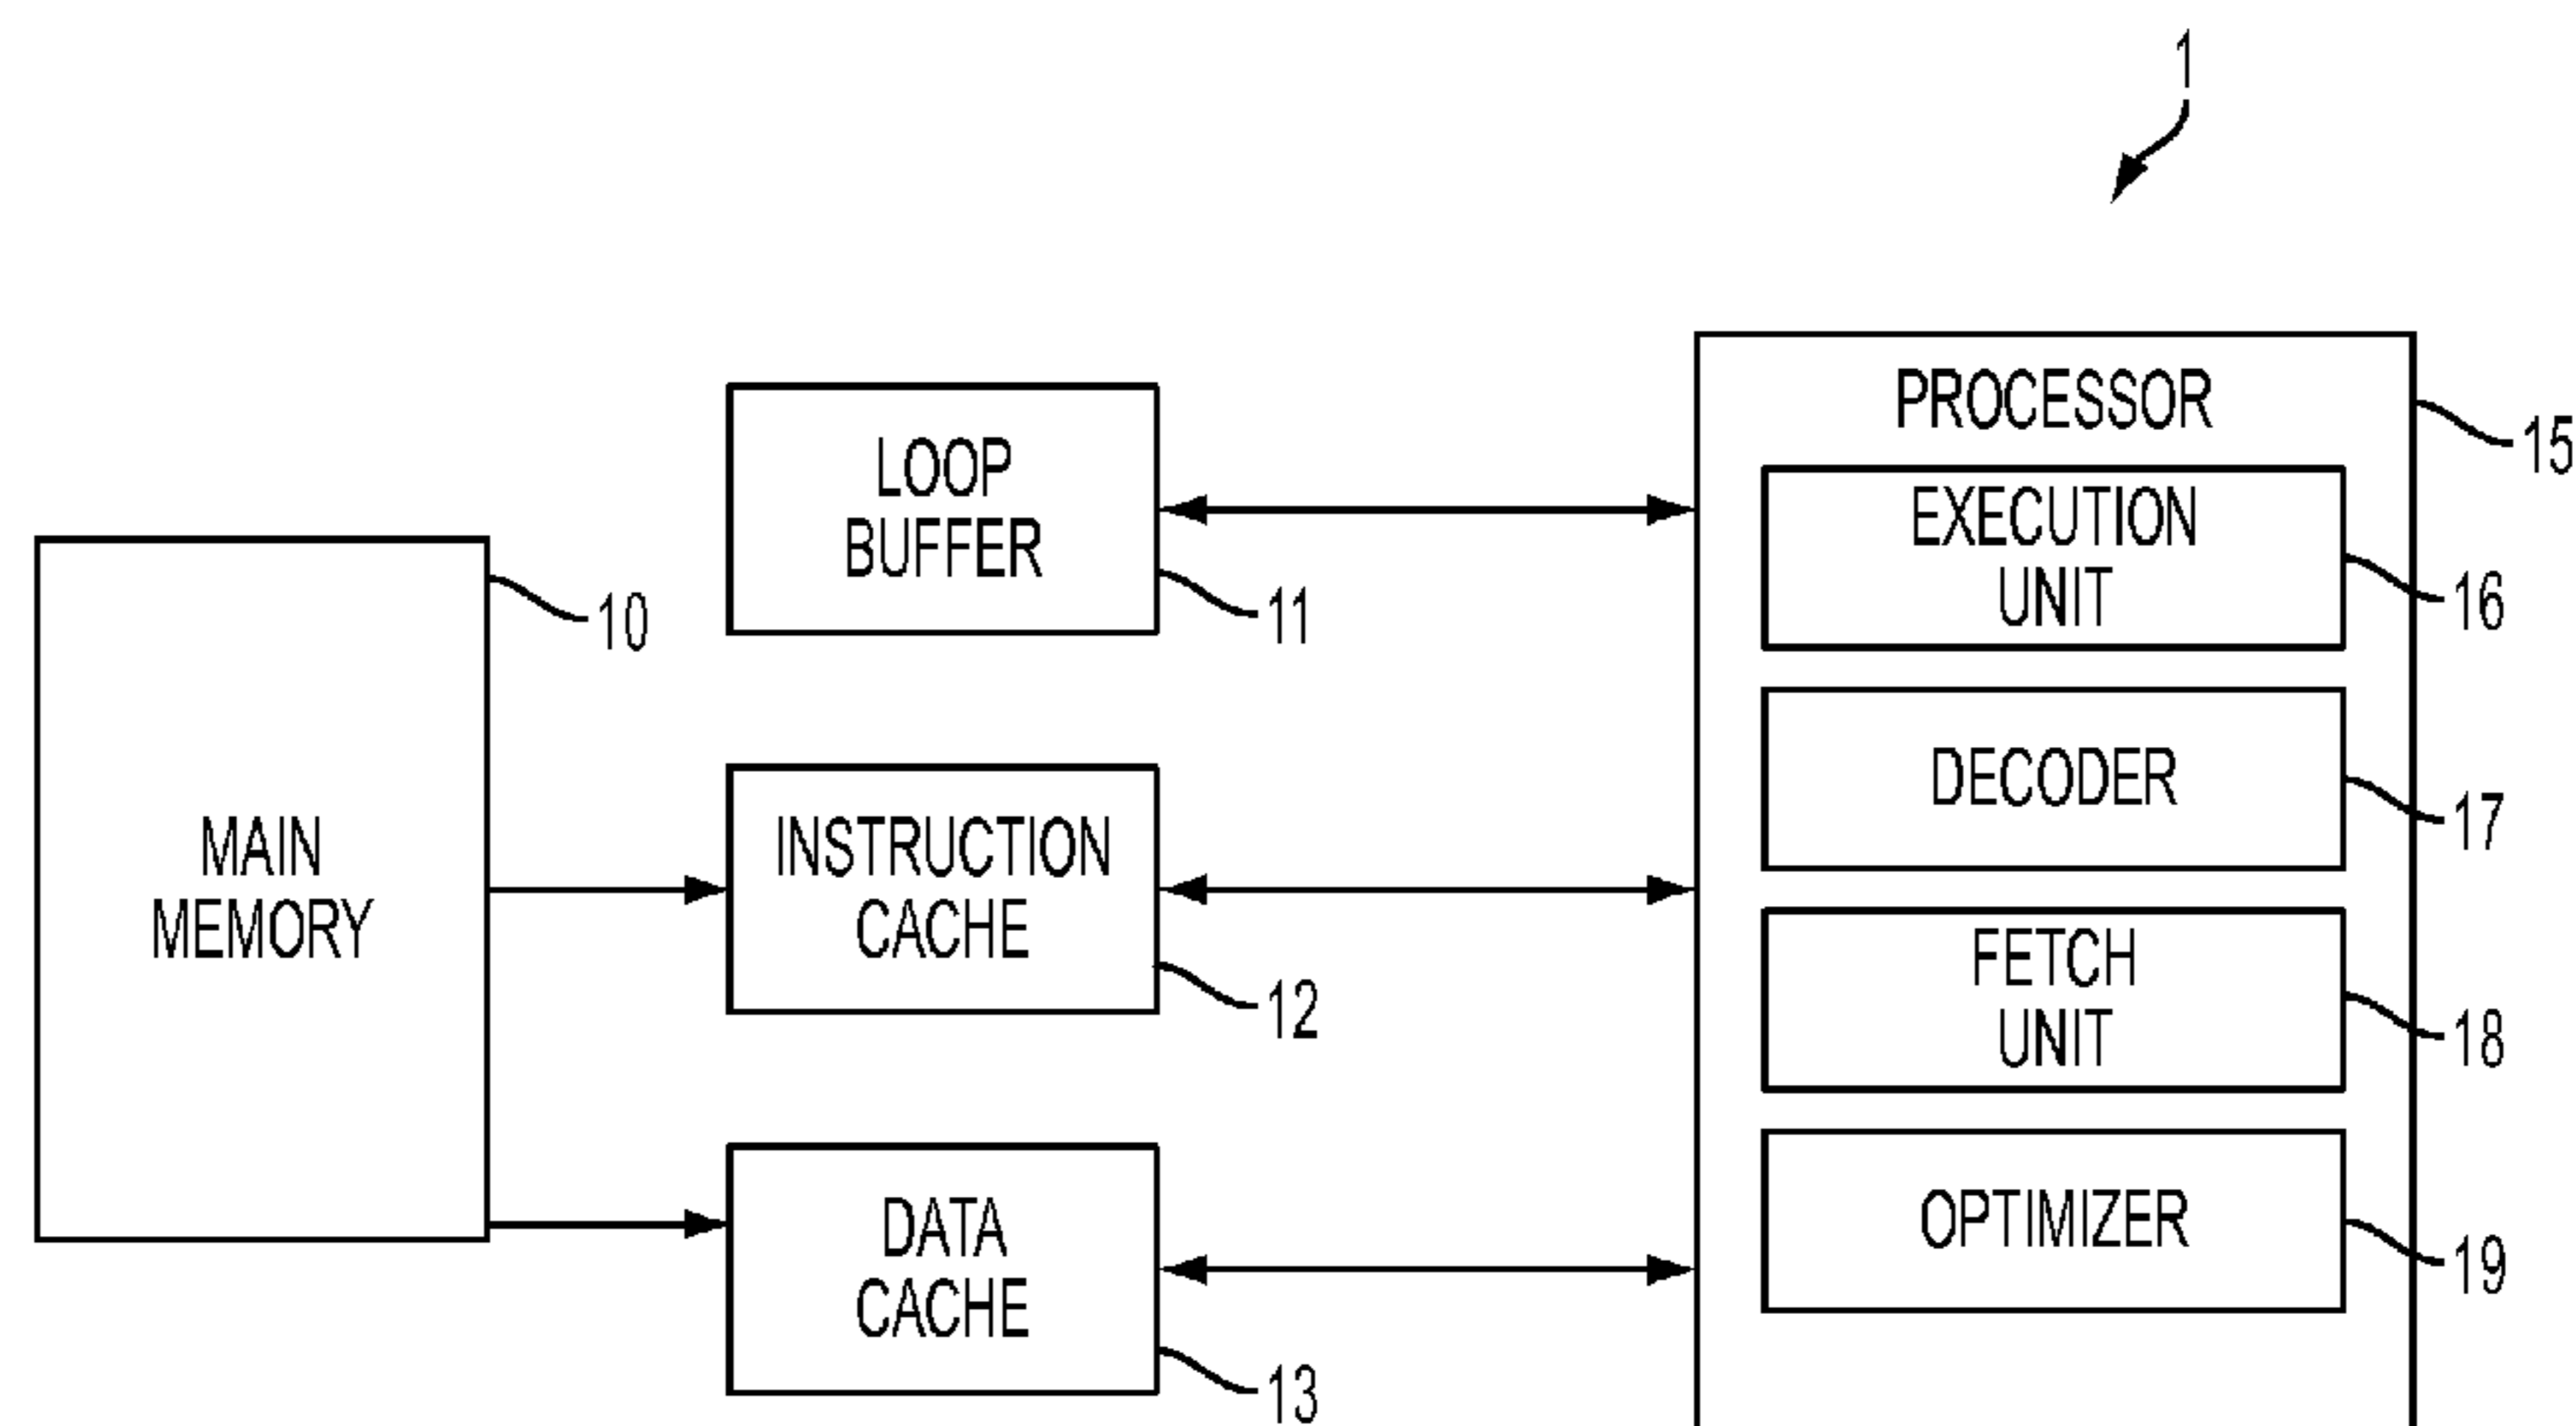 1
PROCESSOR
15
LOOP
BUFFER
11
EXECUTION
UNIT
16
MAIN
MEMORY
10
DECODER
17
INSTRUCTION
CACHE
12
FETCH
UNIT
18
DATA
CACHE
13
OPTIMIZER
19